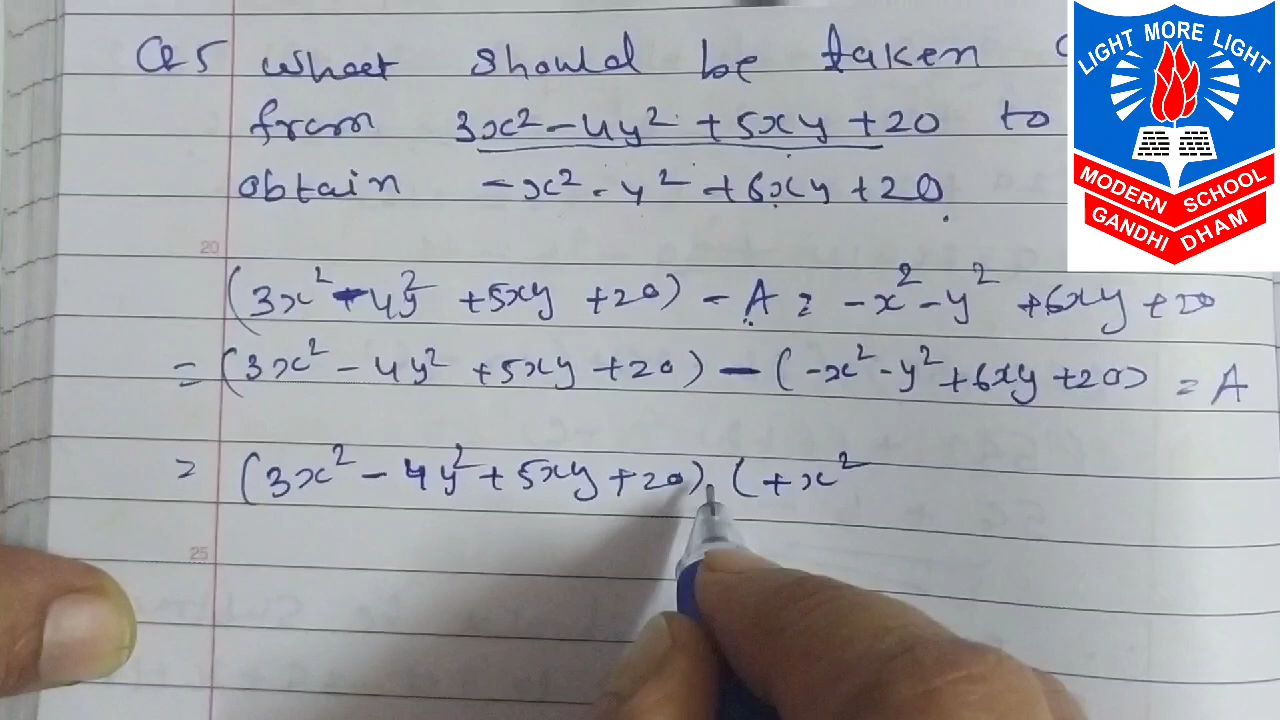 Q5 What should be taken
from 3x² - 4y² + 5xy + 20 to
obtain -x² - y² + 6xy + 20
20
(3x² - 4y² + 5xy + 20) - A = -x² - y² + 6xy + 20
= (3x² - 4y² + 5xy + 20) - (-x² - y² + 6xy + 20) = A
= (3x² - 4y² + 5xy + 20) (+x²
25
LIGHT MORE LIGHT
MODERN SCHOOL
GANDHI DHAM